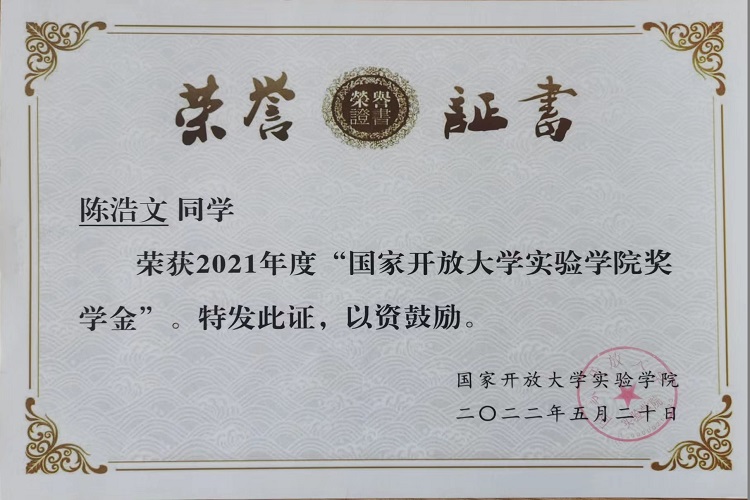 荣誉证書
榮譽
證書
陈浩文 同学
荣获2021年度“国家开放大学实验学院奖
学金”。特发此证，以资鼓励。
国家开放大学实验学院
二〇二二年五月二十日